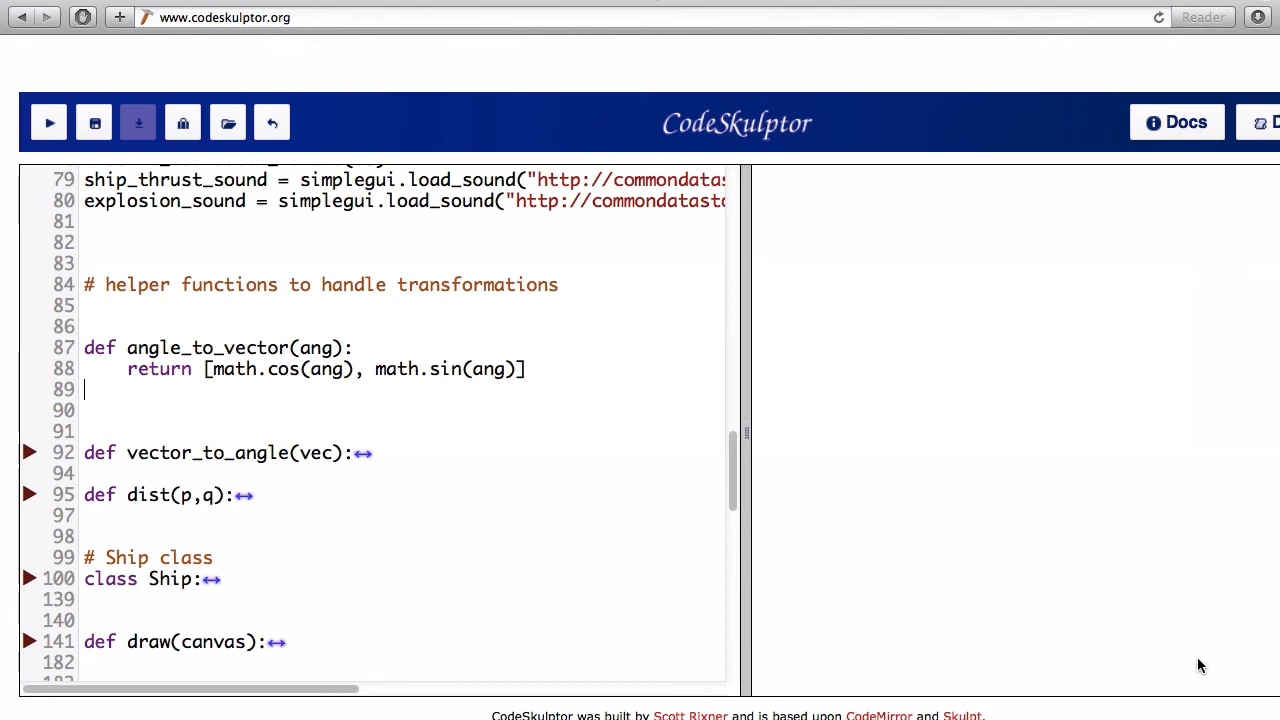 www.codeskulptor.org
Reader
CodeSkulptor
Docs
79 ship_thrust_sound = simplegui.load_sound("http://commondatas
80 explosion_sound = simplegui.load_sound("http://commondatasto
81
82
83
84 # helper functions to handle transformations
85
86
87 def angle_to_vector(ang):
88 return [math.cos(ang), math.sin(ang)]
89
90
91
92 def vector_to_angle(vec):
94
95 def dist(p,q):
97
98
99 # Ship class
100 class Ship:
139
140
141 def draw(canvas):
182
CodeSkulptor was built by Scott Rixner and is based upon CodeMirror and Skulpt.